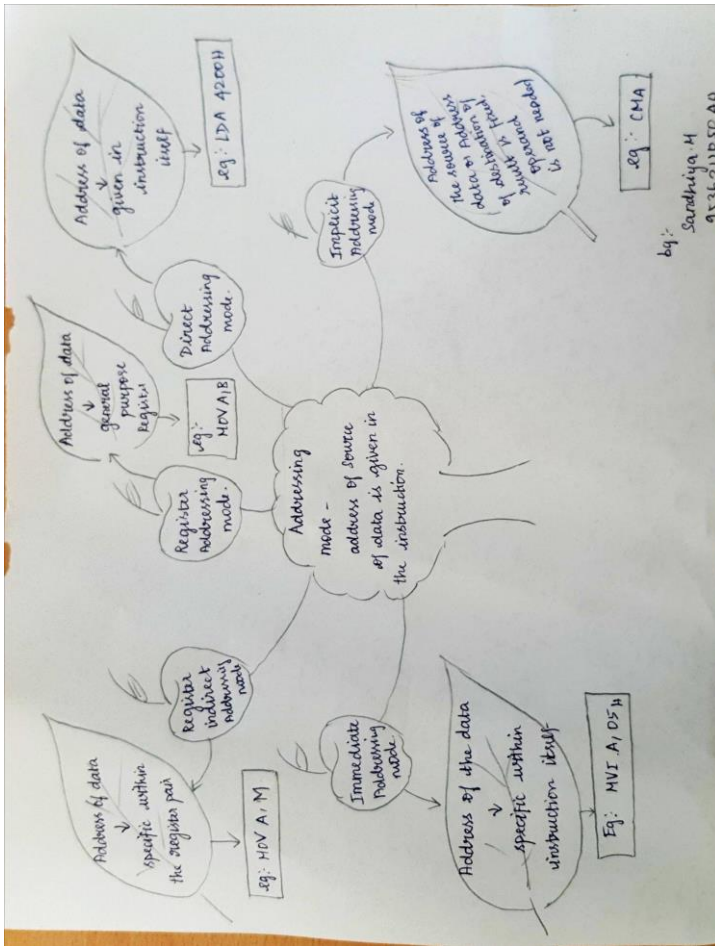 Addressing
mode -
address of source
of data is given in
the instruction.
Immediate
Addressing
mode
Address of the data
specific within
instruction itself
Eg:- MVI A, 05H
Register
indirect
Addressing
mode
Address of data
specific within
the register pair
eg:- MOV A, M
Register
Addressing
mode.
Address of data
general
purpose
Register
eg:-
MOV A, B
Direct
Addressing
mode.
Address of data
given in
instruction
itself
eg:- LDA 4200H
Implicit
Addressing
mode
Address of
the source of
data or Address of
of destination
result is
operand
is not needed
eg:- CMA
by:-
Sandhiya. M